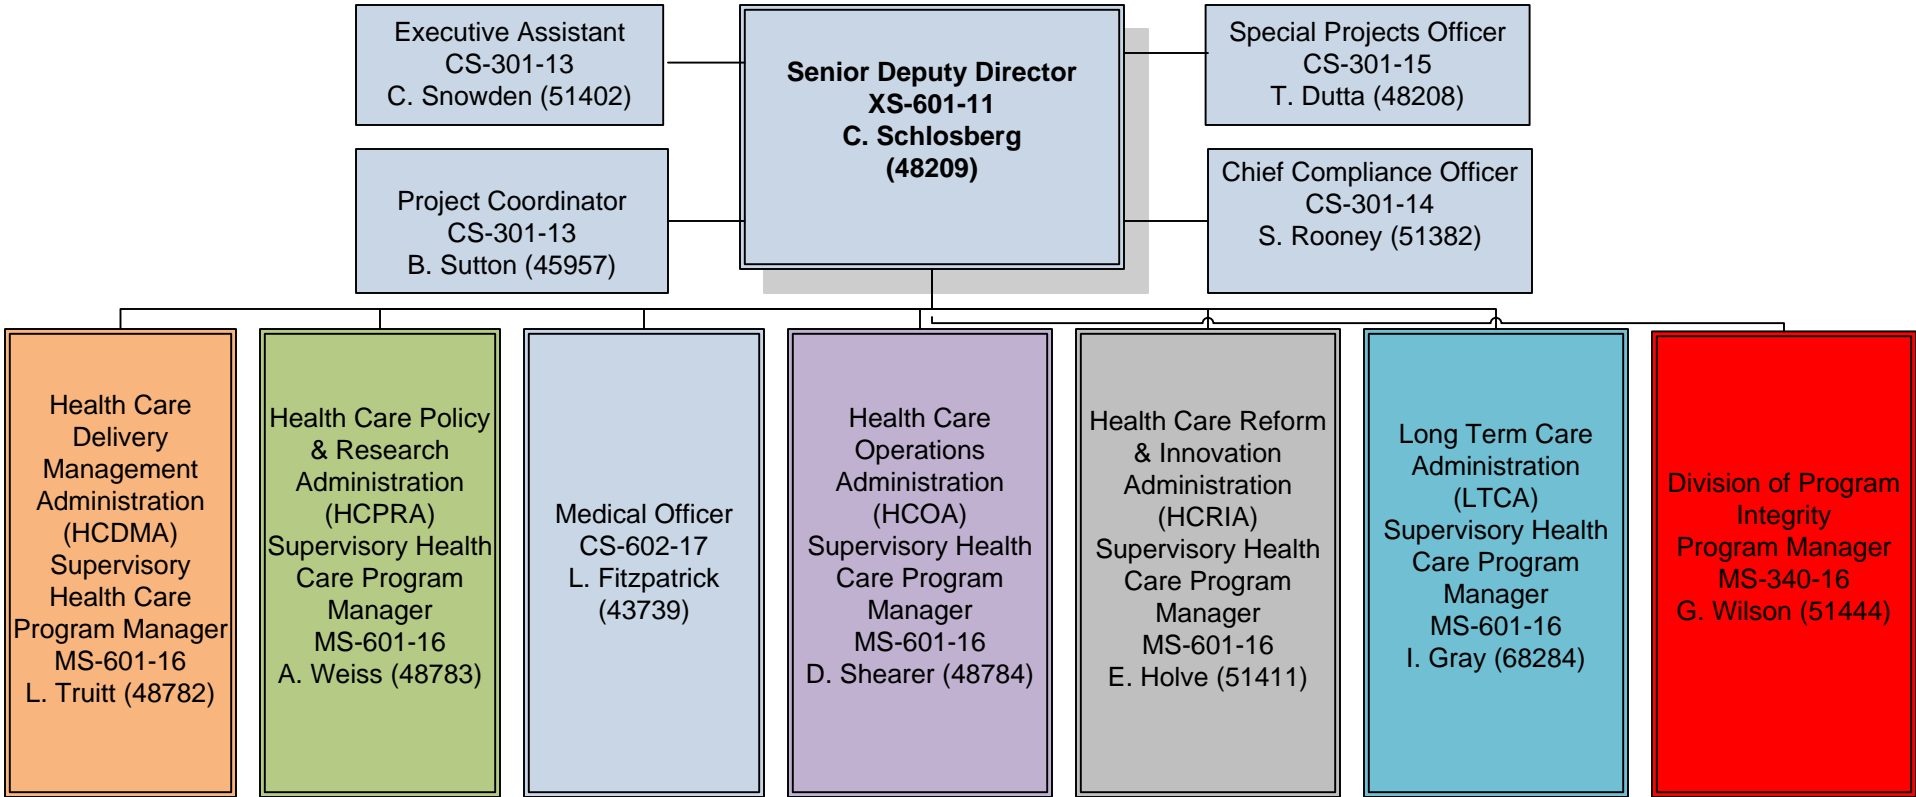 Executive Assistant
CS-301-13
C. Snowden (51402)
Senior Deputy Director
XS-601-11
C. Schlosberg
(48209)
Special Projects Officer
CS-301-15
T. Dutta (48208)
Project Coordinator
CS-301-13
B. Sutton (45957)
Chief Compliance Officer
CS-301-14
S. Rooney (51382)
Health Care
Delivery
Management
Administration
(HCDMA)
Supervisory
Health Care
Program Manager
MS-601-16
L. Truitt (48782)
Health Care Policy
& Research
Administration
(HCPRA)
Supervisory Health
Care Program
Manager
MS-601-16
A. Weiss (48783)
Medical Officer
CS-602-17
L. Fitzpatrick
(43739)
Health Care
Operations
Administration
(HCOA)
Supervisory Health
Care Program
Manager
MS-601-16
D. Shearer (48784)
Health Care Reform
& Innovation
Administration
(HCRIA)
Supervisory Health
Care Program
Manager
MS-601-16
E. Holve (51411)
Long Term Care
Administration
(LTCA)
Supervisory Health
Care Program
Manager
MS-601-16
I. Gray (68284)
Division of Program
Integrity
Program Manager
MS-340-16
G. Wilson (51444)